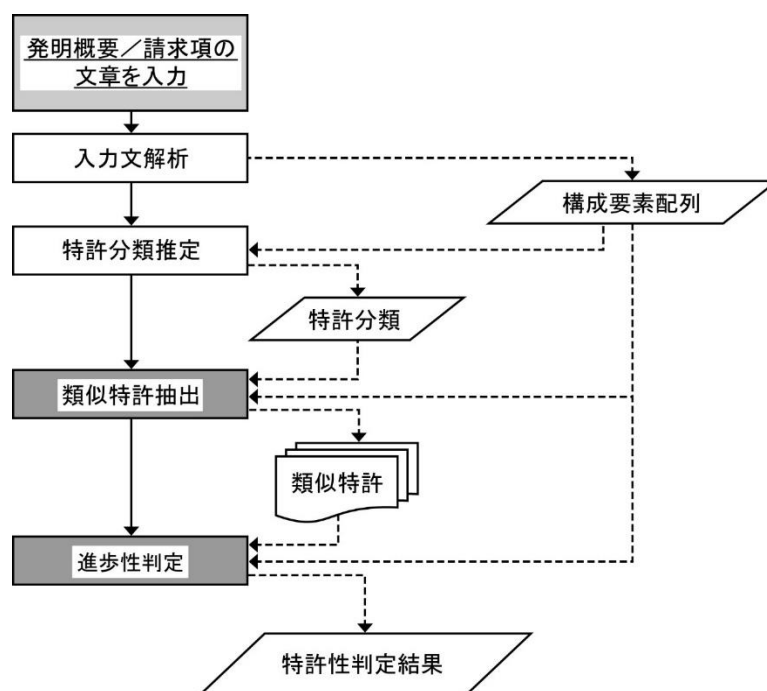 発明概要／請求項の
文章を入力
入力文解析
構成要素配列
特許分類推定
特許分類
類似特許抽出
類似特許
進歩性判定
特許性判定結果